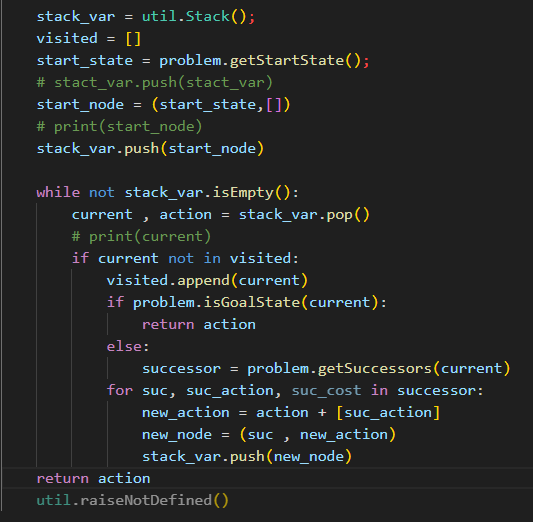 stack_var = util.Stack();
visited = []
start_state = problem.getStartState();
# stact_var.push(stact_var)
start_node = (start_state,[])
# print(start_node)
stack_var.push(start_node)
while not stack_var.isEmpty():
current , action = stack_var.pop()
# print(current)
if current not in visited:
visited.append(current)
if problem.isGoalState(current):
return action
else:
successor = problem.getSuccessors(current)
for suc, suc_action, suc_cost in successor:
new_action = action + [suc_action]
new_node = (suc , new_action)
stack_var.push(new_node)
return action
util.raiseNotDefined()